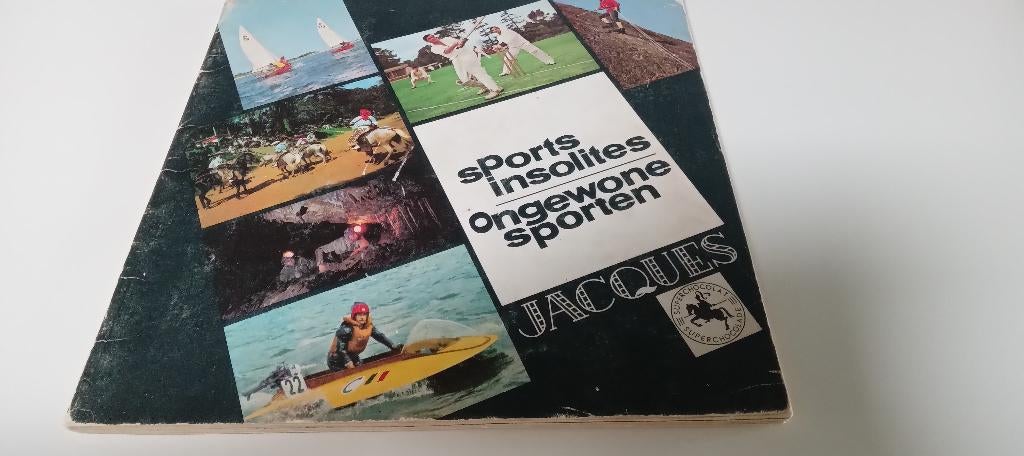 sports
insolites
ongewone
sporten
JACQUES
SUPERCHOCOLAT
SUPERCHOCOLADE
22